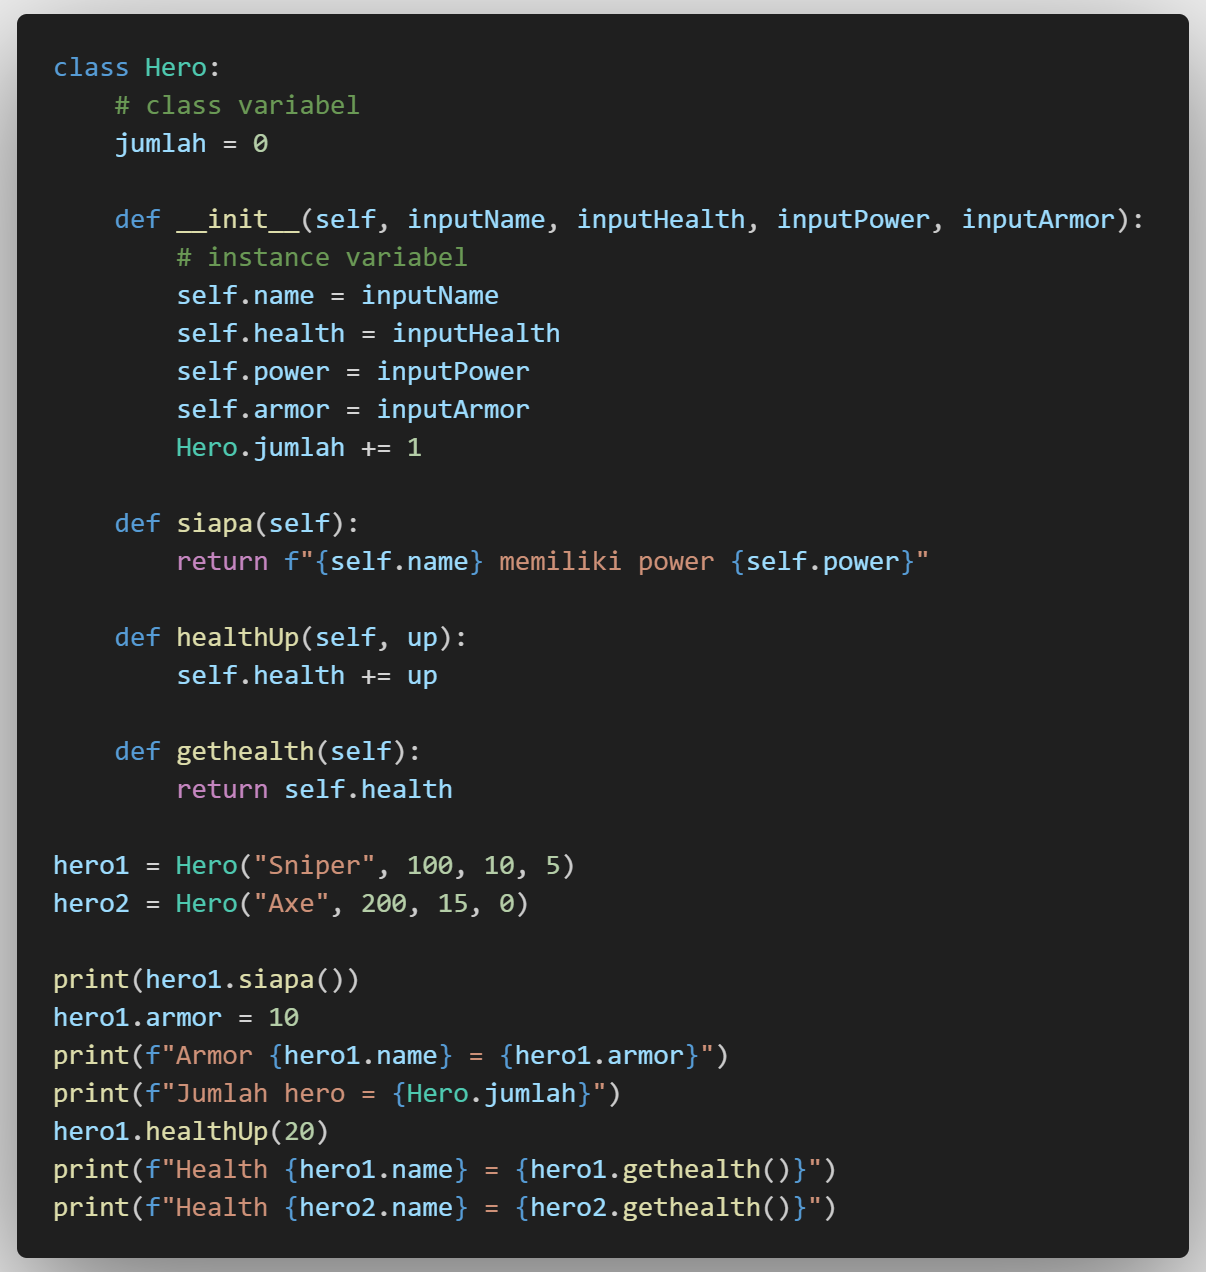 class Hero:
    # class variabel
    jumlah = 0

    def __init__(self, inputName, inputHealth, inputPower, inputArmor):
        # instance variabel
        self.name = inputName
        self.health = inputHealth
        self.power = inputPower
        self.armor = inputArmor
        Hero.jumlah += 1

    def siapa(self):
        return f"{self.name} memiliki power {self.power}"

    def healthUp(self, up):
        self.health += up

    def gethealth(self):
        return self.health

hero1 = Hero("Sniper", 100, 10, 5)
hero2 = Hero("Axe", 200, 15, 0)

print(hero1.siapa())
hero1.armor = 10
print(f"Armor {hero1.name} = {hero1.armor}")
print(f"Jumlah hero = {Hero.jumlah}")
hero1.healthUp(20)
print(f"Health {hero1.name} = {hero1.gethealth()}")
print(f"Health {hero2.name} = {hero2.gethealth()}")